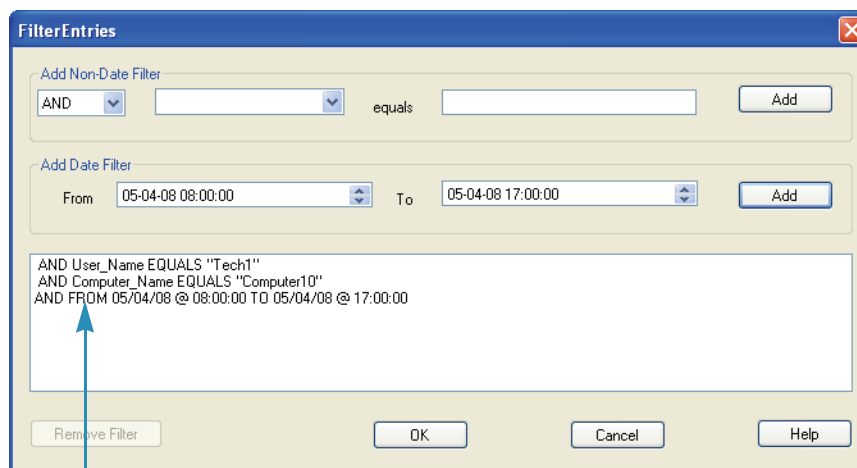 FilterEntries
Add Non-Date Filter
AND equals Add
Add Date Filter
From 05-04-08 08:00:00 To 05-04-08 17:00:00 Add
AND User_Name EQUALS "Tech1"
AND Computer_Name EQUALS "Computer10"
AND FROM 05/04/08 @ 08:00:00 TO 05/04/08 @ 17:00:00
Remove Filter OK Cancel Help